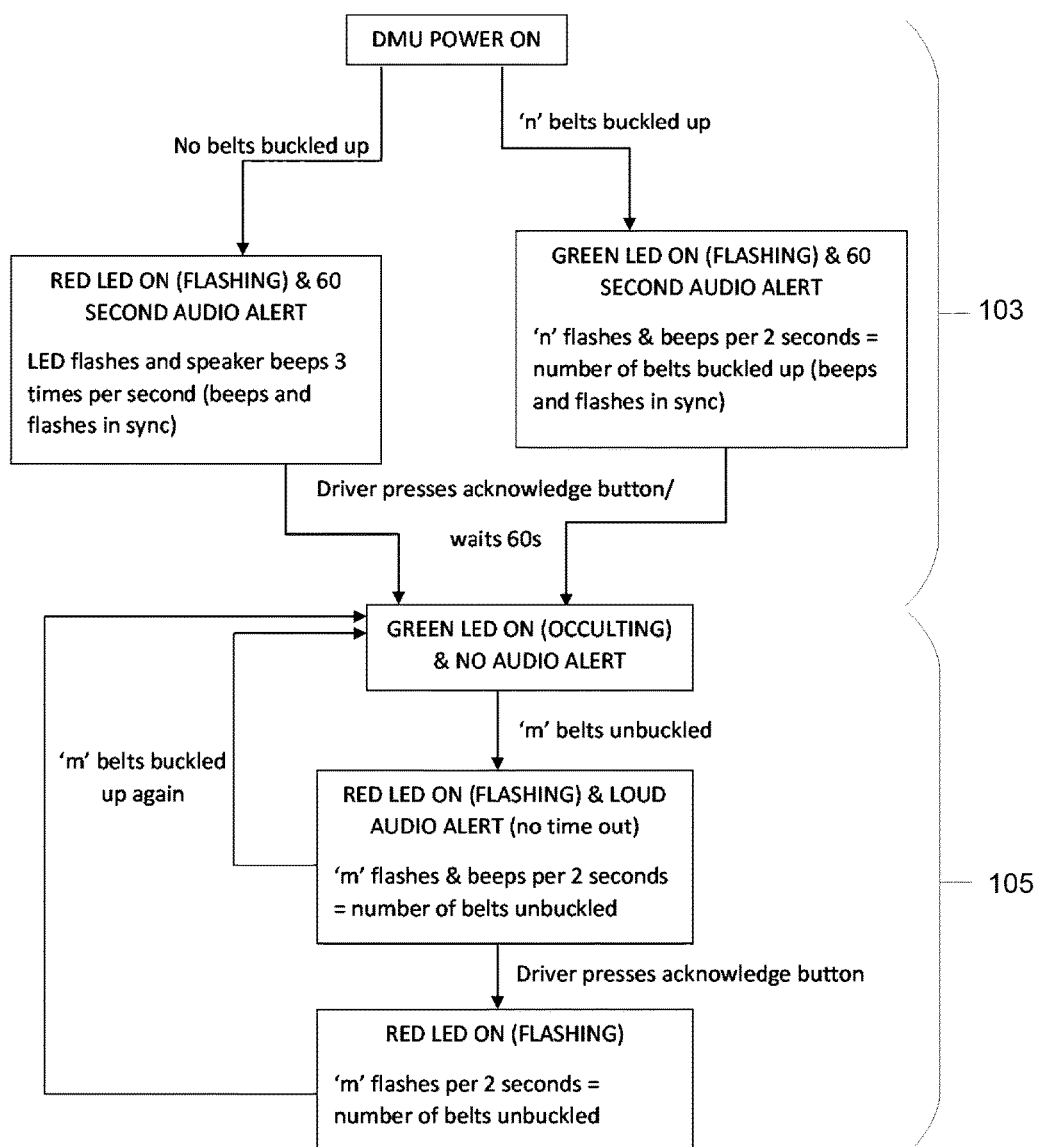 DMU POWER ON
No belts buckled up
‘n’ belts buckled up
RED LED ON (FLASHING) & 60
SECOND AUDIO ALERT
LED flashes and speaker beeps 3
times per second (beeps and
flashes in sync)
GREEN LED ON (FLASHING) & 60
SECOND AUDIO ALERT
‘n’ flashes & beeps per 2 seconds =
number of belts buckled up (beeps
and flashes in sync)
103
Driver presses acknowledge button/
waits 60s
GREEN LED ON (OCCULTING)
& NO AUDIO ALERT
‘m’ belts unbuckled
‘m’ belts buckled
up again
RED LED ON (FLASHING) & LOUD
AUDIO ALERT (no time out)
‘m’ flashes & beeps per 2 seconds
= number of belts unbuckled
105
Driver presses acknowledge button
RED LED ON (FLASHING)
‘m’ flashes per 2 seconds =
number of belts unbuckled